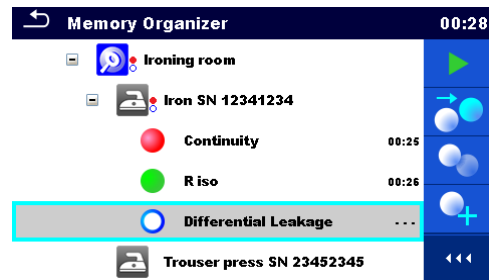 Memory Organizer 00:28
Ironing room
Iron SN 12341234
Continuity 00:25
R iso 00:26
Differential Leakage ---
Trouser press SN 23452345